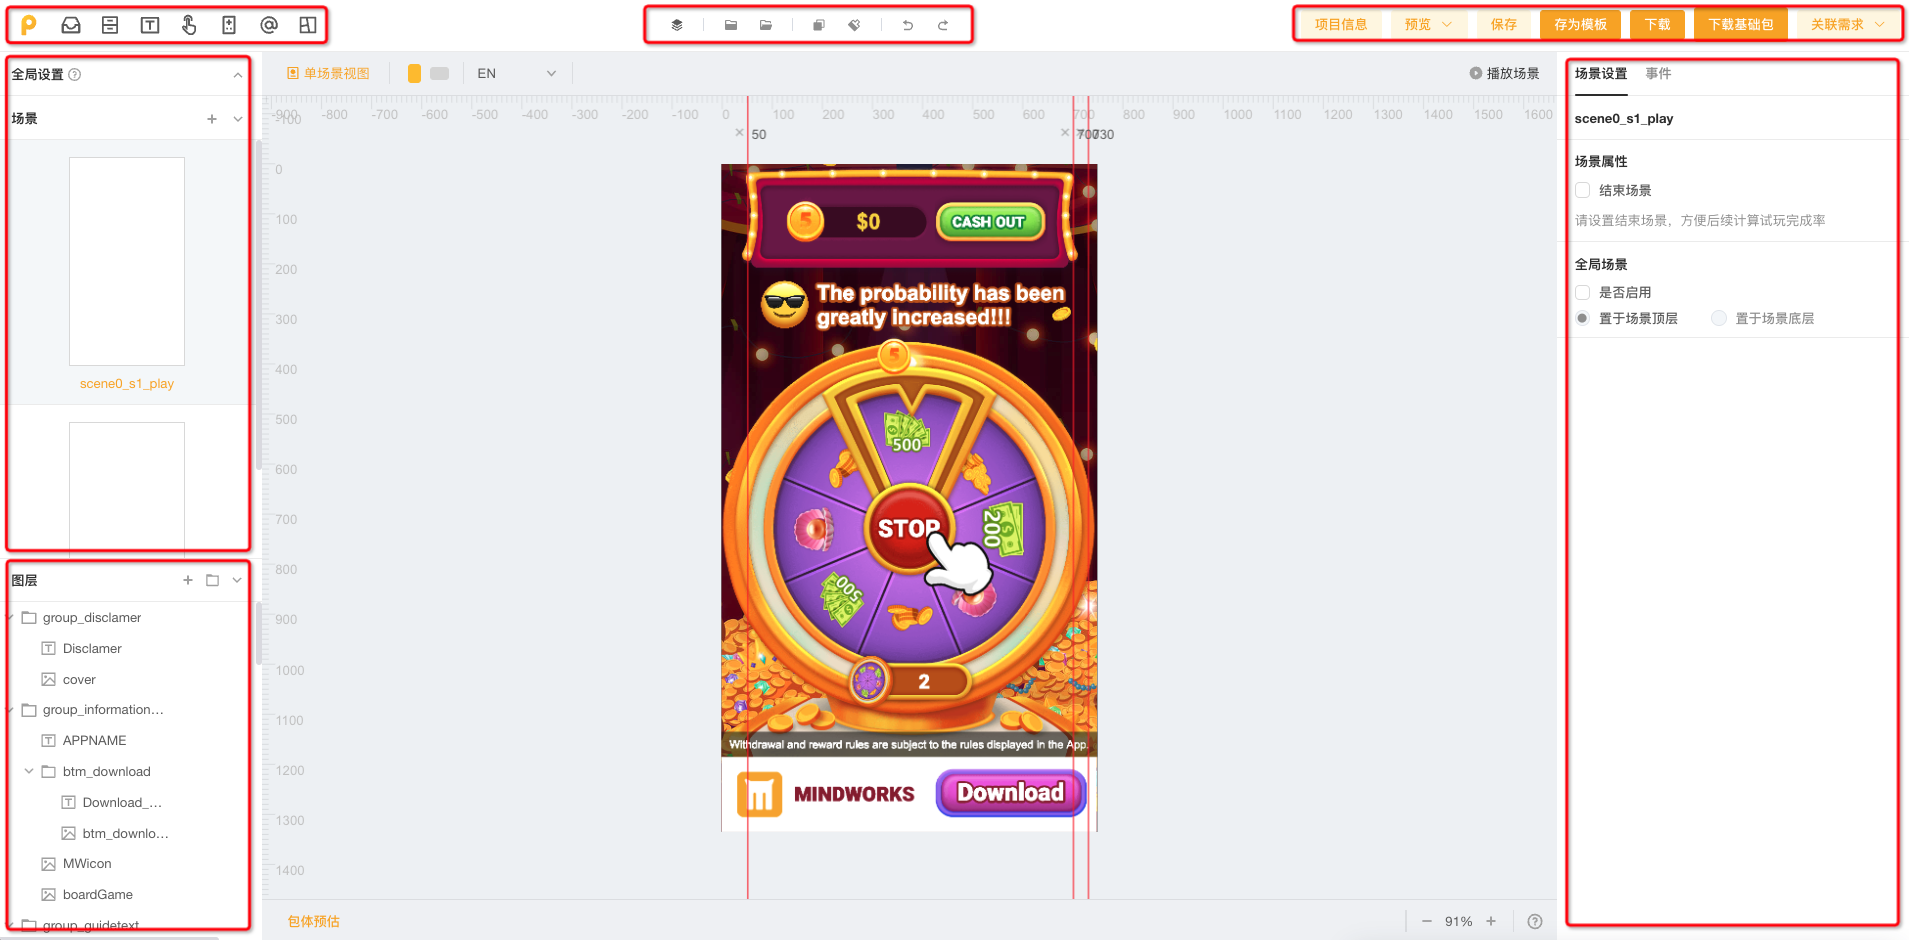 项目信息
预览
保存
存为模板
下载
下载基础包
关联需求
全局设置
单场景视图
EN
播放场景
场景设置
事件
场景
-900 -800 -700 -600 -500 -400 -300 -200 -100 0 100 200 300 400 500 600 700 800 900 1000 1100 1200 1300 1400 1500 1600
-100
50
700
730
scene0_s1_play
场景属性
结束场景
请设置结束场景，方便后续计算试玩完成率
全局场景
是否启用
置于场景顶层
置于场景底层
0
100
200
300
400
500
600
700
800
900
1000
1100
1200
1300
1400
5
$0
CASH OUT
The probability has been
greatly increased!!!
5
500
200
STOP
500
2
Withdrawal and reward rules are subject to the rules displayed in the App.
MINDWORKS
Download
scene0_s1_play
图层
group_disclamer
Disclamer
cover
group_information...
APPNAME
btm_download
Download_...
btm_downlo...
MWicon
boardGame
group_guidetext
包体预估
91%